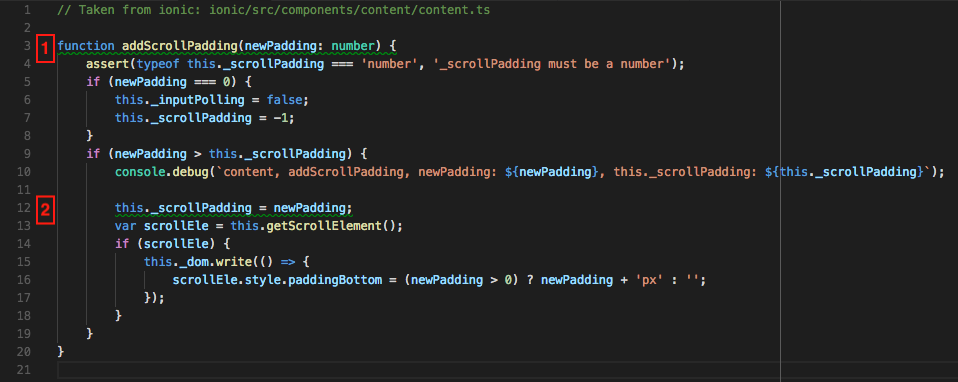 1 // Taken from ionic: ionic/src/components/content/content.ts
2
1 3 function addScrollPadding(newPadding: number) {
4 assert(typeof this._scrollPadding === 'number', '_scrollPadding must be a number');
5 if (newPadding === 0) {
6 this._inputPolling = false;
7 this._scrollPadding = -1;
8 }
9 if (newPadding > this._scrollPadding) {
10 console.debug(`content, addScrollPadding, newPadding: ${newPadding}, this._scrollPadding: ${this._scrollPadding}`);
11
2 12 this._scrollPadding = newPadding;
13 var scrollEle = this.getScrollElement();
14 if (scrollEle) {
15 this._dom.write(() => {
16 scrollEle.style.paddingBottom = (newPadding > 0) ? newPadding + 'px' : '';
17 });
18 }
19 }
20 }
21